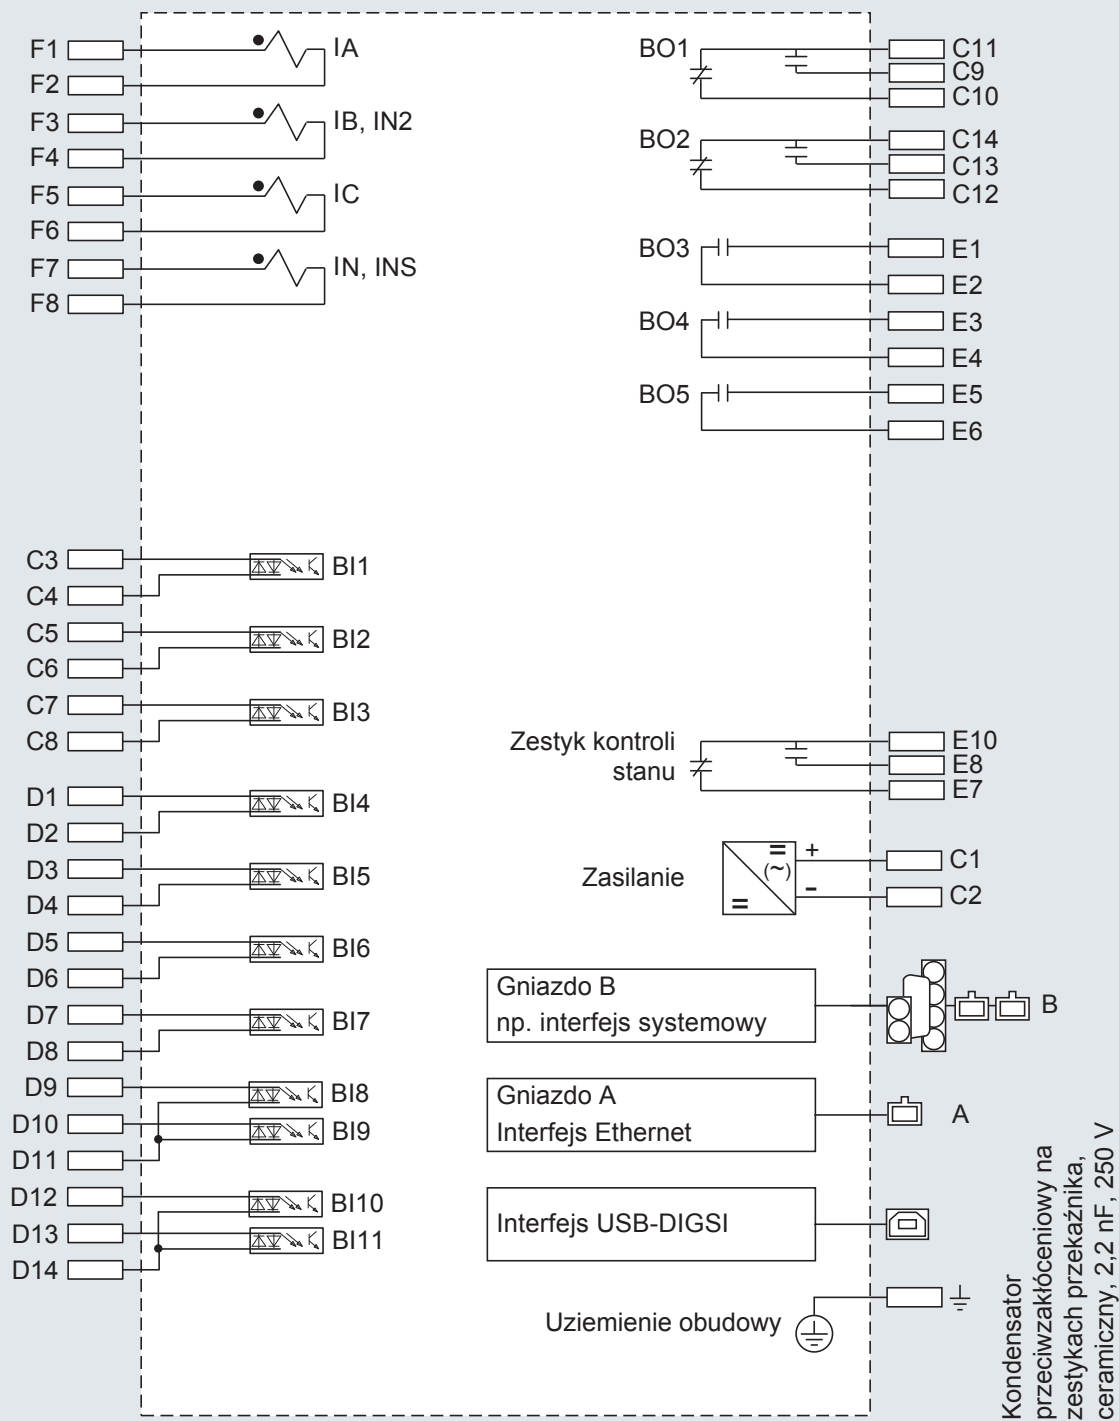 F1
IA
F2
F3
IB, IN2
F4
F5
IC
F6
F7
IN, INS
F8
BO1
C11
C9
C10
BO2
C14
C13
C12
BO3
E1
E2
BO4
E3
E4
BO5
E5
E6
C3
BI1
C4
C5
BI2
C6
C7
BI3
C8
D1
BI4
D2
D3
BI5
D4
D5
BI6
D6
D7
BI7
D8
D9
BI8
D10
BI9
D11
D12
BI10
D13
BI11
D14
Zestyk kontroli
stanu
E10
E8
E7
Zasilanie
=
(~)
=
+
-
C1
C2
Gniazdo B
np. interfejs systemowy
B
Gniazdo A
Interfejs Ethernet
A
Interfejs USB-DIGSI
Uziemienie obudowy
Kondensator
przeciwzakłóceniowy na
zestykach przekaźnika,
ceramiczny, 2,2 nF, 250 V